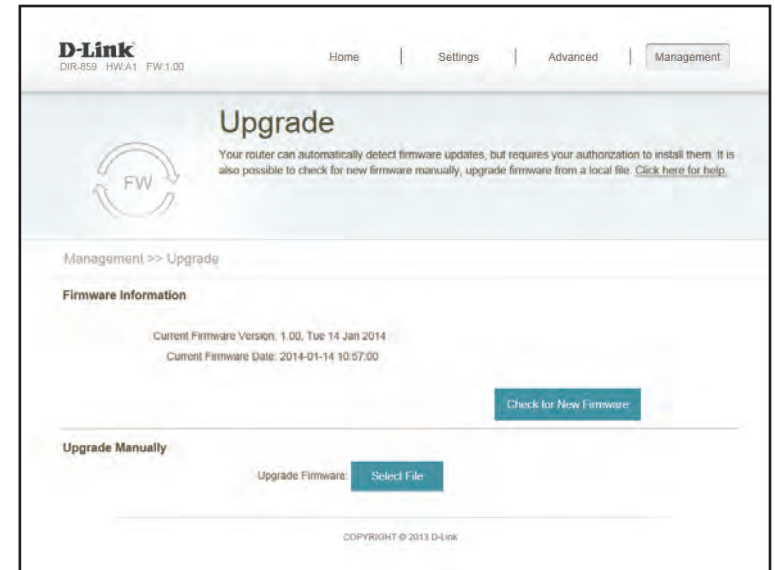 D-Link
DIR-859 HW:A1 FW:1.00
Home | Settings | Advanced | Management
Upgrade
Your router can automatically detect firmware updates, but requires your authorization to install them. It is
also possible to check for new firmware manually, upgrade firmware from a local file. Click here for help.
FW
Management >> Upgrade
Firmware Information
Current Firmware Version: 1.00, Tue 14 Jan 2014
Current Firmware Date: 2014-01-14 10:57:00
Check for New Firmware
Upgrade Manually
Upgrade Firmware: Select File
COPYRIGHT © 2013 D-Link